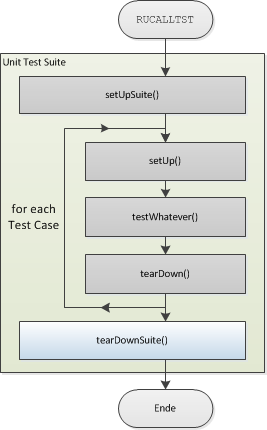 RUCALLTST
Unit Test Suite
setUpSuite()
setUp()
for each
Test Case
testWhatever()
tearDown()
tearDownSuite()
Ende